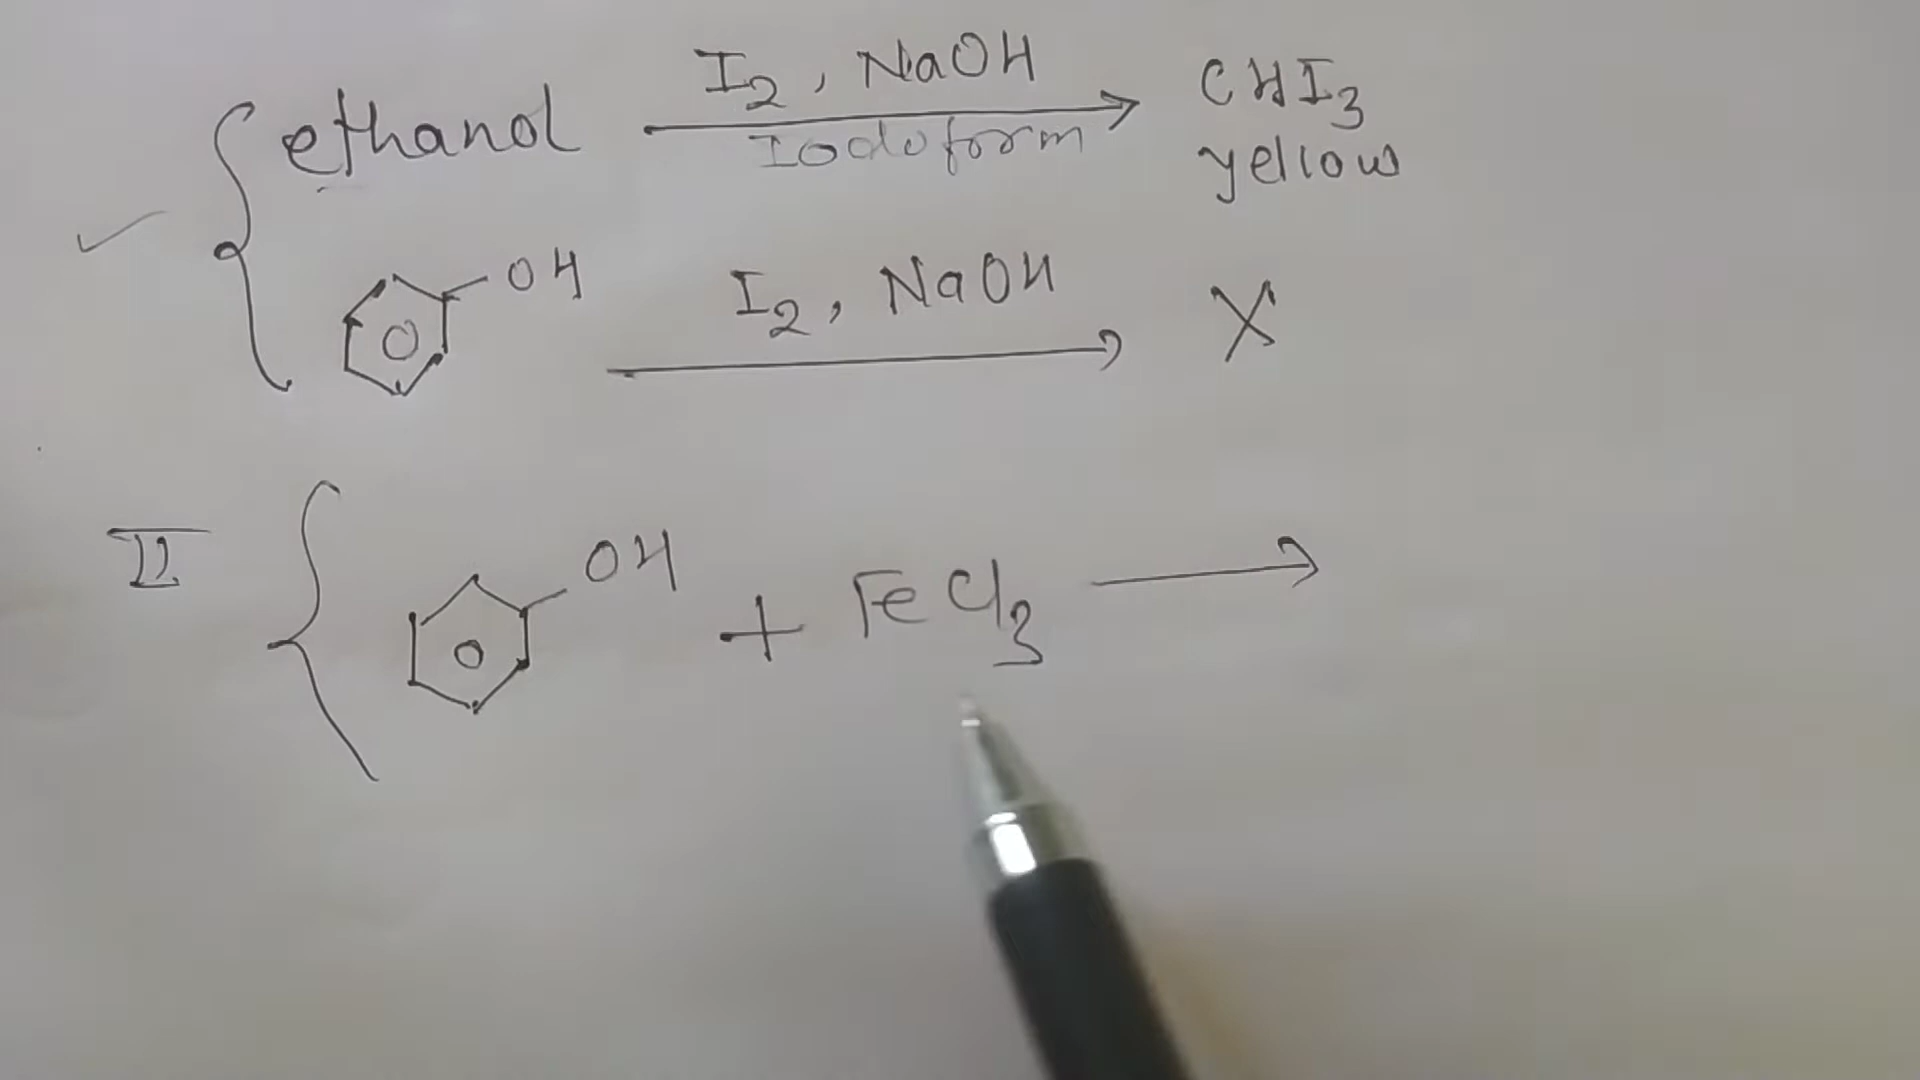 I2, NaOH
ethanol Iodoform CHI3
yellow
OH I2, NaOH X
II OH + FeCl3